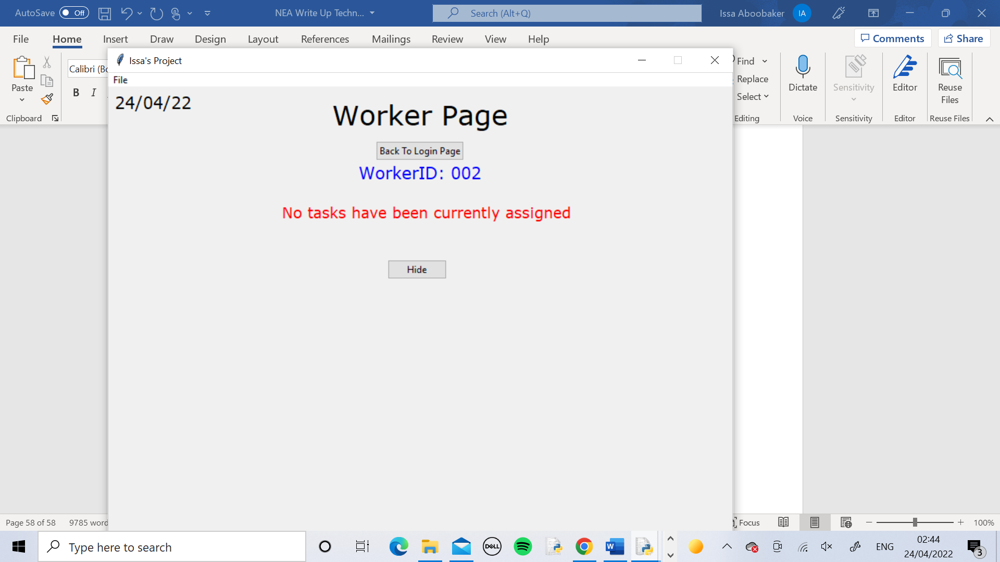 AutoSave Off NEA Write Up Techn... Search (Alt+Q) Issa Aboobaker IA
File Home Insert Draw Design Layout References Mailings Review View Help Comments Share
Issa's Project
File
24/04/22
Worker Page
Back To Login Page
WorkerID: 002
No tasks have been currently assigned
Hide
Paste
Clipboard
Calibri (Bo
B I
Find
Replace
Select
Editing
Dictate
Voice
Sensitivity
Sensitivity
Editor
Editor
Reuse
Files
Reuse Files
Page 58 of 58 9785 word
Focus 100%
Type here to search
DELL
W
ENG
02:44
24/04/2022
3